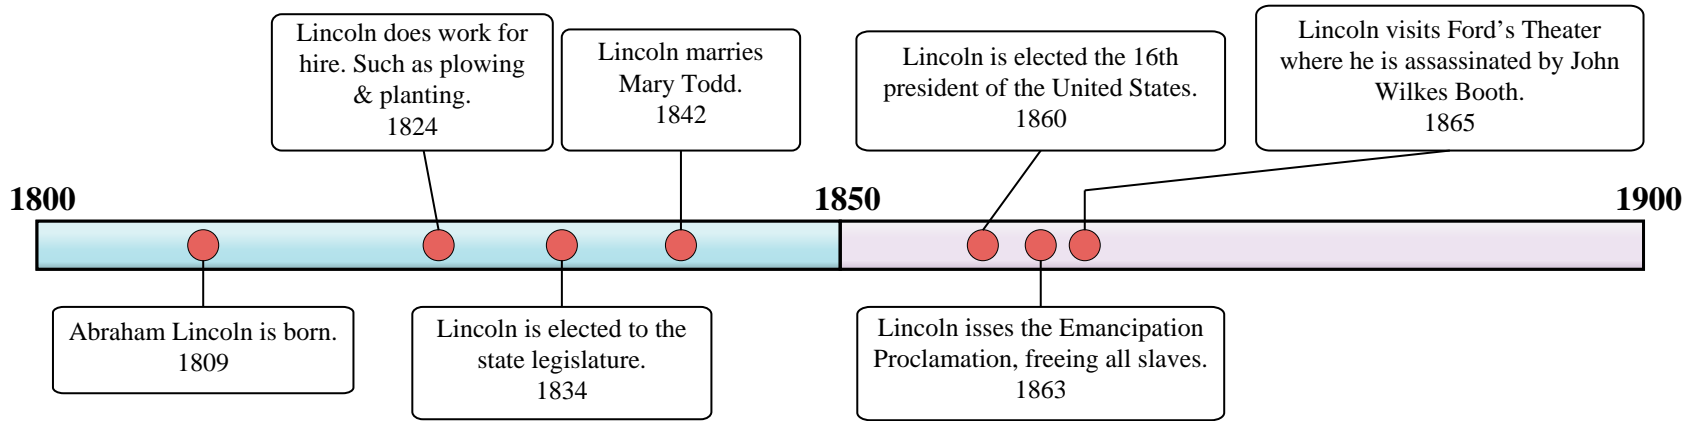 Lincoln does work for
hire. Such as plowing
& planting.
1824
Lincoln marries
Mary Todd.
1842
Lincoln is elected the 16th
president of the United States.
1860
Lincoln visits Ford’s Theater
where he is assassinated by John
Wilkes Booth.
1865
1800
1850
1900
Abraham Lincoln is born.
1809
Lincoln is elected to the
state legislature.
1834
Lincoln isses the Emancipation
Proclamation, freeing all slaves.
1863